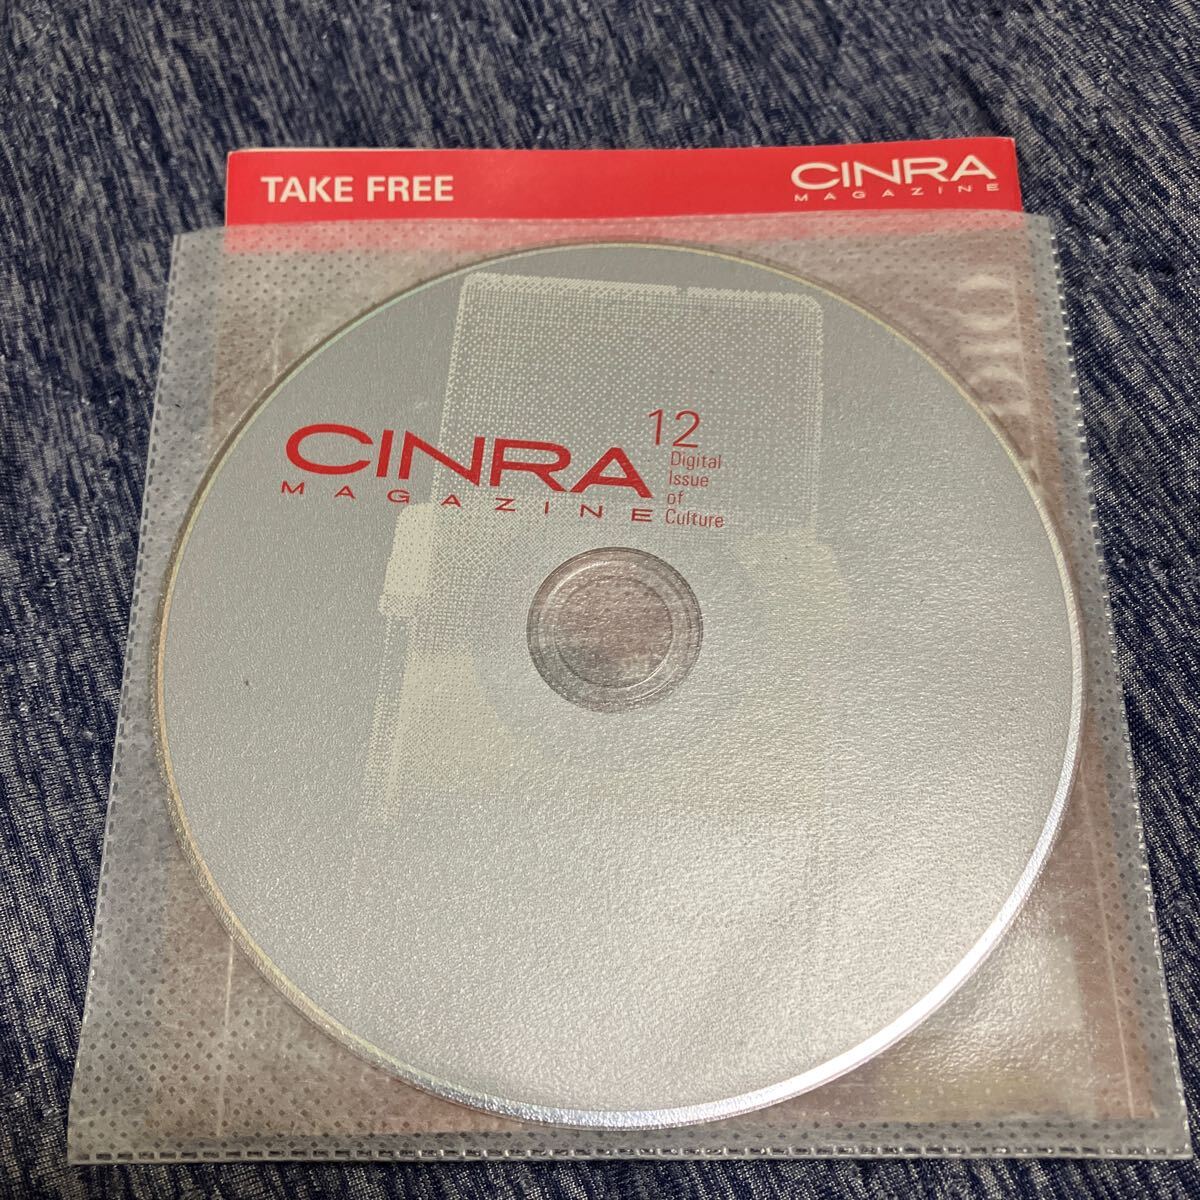 TAKE FREE
CINRA
MAGAZINE
CINRA 12
MAGAZINE
Digital
Issue
of
Culture